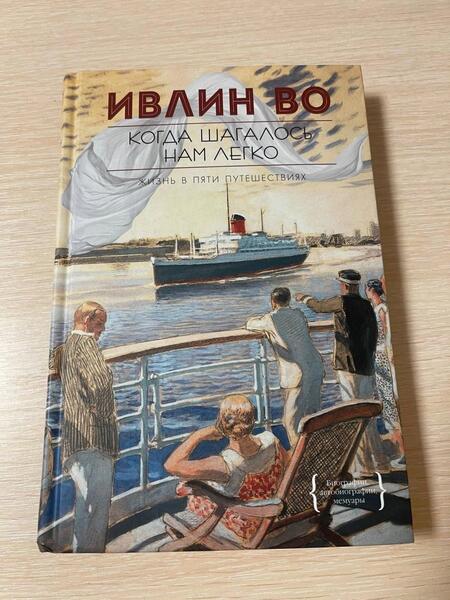 ИВЛИН ВО
КОГДА ШАГАЛОСЬ
НАМ ЛЕГКО
ЖИЗНЬ В ПЯТИ ПУТЕШЕСТВИЯХ
Биографии,
автобиографии,
мемуары